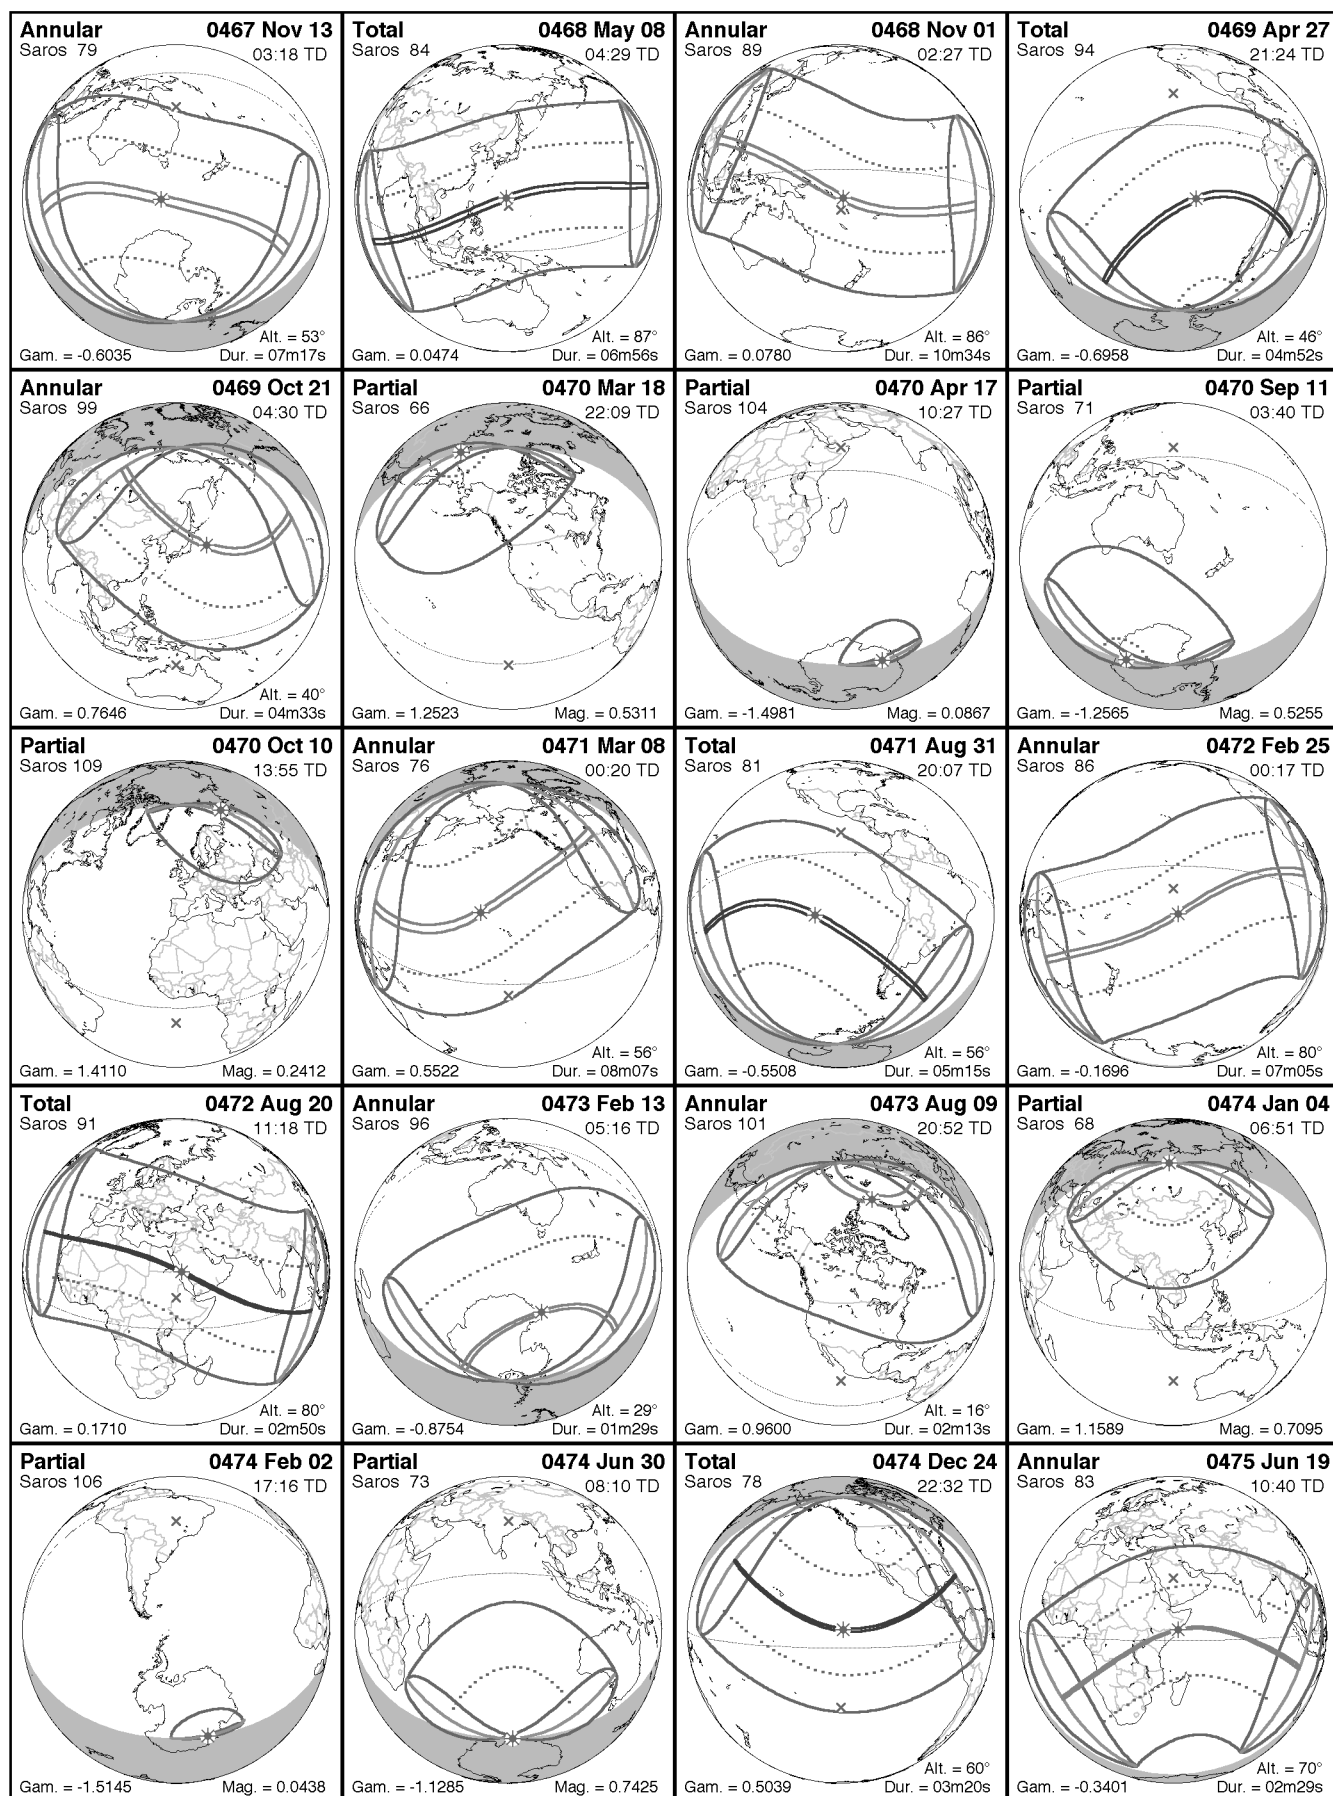 Annular 0467 Nov 13
Saros 79 03:18 TD
Alt. = 53°
Gam. = -0.6035 Dur. = 07m17s
Total 0468 May 08
Saros 84 04:29 TD
Alt. = 87°
Gam. = 0.0474 Dur. = 06m56s
Annular 0468 Nov 01
Saros 89 02:27 TD
Alt. = 86°
Gam. = 0.0780 Dur. = 10m34s
Total 0469 Apr 27
Saros 94 21:24 TD
Alt. = 46°
Gam. = -0.6958 Dur. = 04m52s
Annular 0469 Oct 21
Saros 99 04:30 TD
Alt. = 40°
Gam. = 0.7646 Dur. = 04m33s
Partial 0470 Mar 18
Saros 66 22:09 TD
Gam. = 1.2523 Mag. = 0.5311
Partial 0470 Apr 17
Saros 104 10:27 TD
Gam. = -1.4981 Mag. = 0.0867
Partial 0470 Sep 11
Saros 71 03:40 TD
Gam. = -1.2565 Mag. = 0.5255
Partial 0470 Oct 10
Saros 109 13:55 TD
Gam. = 1.4110 Mag. = 0.2412
Annular 0471 Mar 08
Saros 76 00:20 TD
Alt. = 56°
Gam. = 0.5522 Dur. = 08m07s
Total 0471 Aug 31
Saros 81 20:07 TD
Alt. = 56°
Gam. = -0.5508 Dur. = 05m15s
Annular 0472 Feb 25
Saros 86 00:17 TD
Alt. = 80°
Gam. = -0.1696 Dur. = 07m05s
Total 0472 Aug 20
Saros 91 11:18 TD
Alt. = 80°
Gam. = 0.1710 Dur. = 02m50s
Annular 0473 Feb 13
Saros 96 05:16 TD
Alt. = 29°
Gam. = -0.8754 Dur. = 01m29s
Annular 0473 Aug 09
Saros 101 20:52 TD
Alt. = 16°
Gam. = 0.9600 Dur. = 02m13s
Partial 0474 Jan 04
Saros 68 06:51 TD
Gam. = 1.1589 Mag. = 0.7095
Partial 0474 Feb 02
Saros 106 17:16 TD
Gam. = -1.5145 Mag. = 0.0438
Partial 0474 Jun 30
Saros 73 08:10 TD
Gam. = -1.1285 Mag. = 0.7425
Total 0474 Dec 24
Saros 78 22:32 TD
Alt. = 60°
Gam. = 0.5039 Dur. = 03m20s
Annular 0475 Jun 19
Saros 83 10:40 TD
Alt. = 70°
Gam. = -0.3401 Dur. = 02m29s